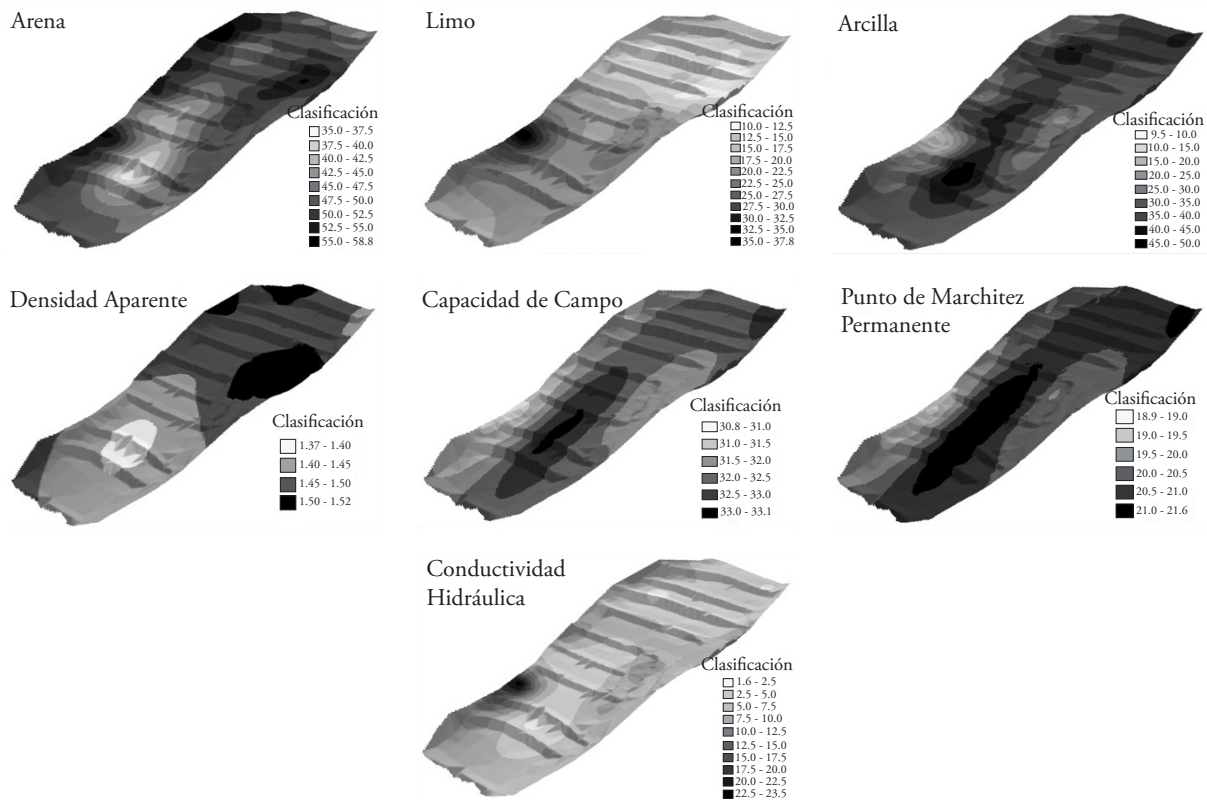 Arena
Clasificación
35.0 - 37.5
37.5 - 40.0
40.0 - 42.5
42.5 - 45.0
45.0 - 47.5
47.5 - 50.0
50.0 - 52.5
52.5 - 55.0
55.0 - 58.8
Limo
Clasificación
10.0 - 12.5
12.5 - 15.0
15.0 - 17.5
17.5 - 20.0
20.0 - 22.5
22.5 - 25.0
25.0 - 27.5
27.5 - 30.0
30.0 - 32.5
32.5 - 35.0
35.0 - 37.8
Arcilla
Clasificación
9.5 - 10.0
10.0 - 15.0
15.0 - 20.0
20.0 - 25.0
25.0 - 30.0
30.0 - 35.0
35.0 - 40.0
40.0 - 45.0
45.0 - 50.0
Densidad Aparente
Clasificación
1.37 - 1.40
1.40 - 1.45
1.45 - 1.50
1.50 - 1.52
Capacidad de Campo
Clasificación
30.8 - 31.0
31.0 - 31.5
31.5 - 32.0
32.0 - 32.5
32.5 - 33.0
33.0 - 33.1
Punto de Marchitez
Permanente
Clasificación
18.9 - 19.0
19.0 - 19.5
19.5 - 20.0
20.0 - 20.5
20.5 - 21.0
21.0 - 21.6
Conductividad
Hidráulica
Clasificación
1.6 - 2.5
2.5 - 5.0
5.0 - 7.5
7.5 - 10.0
10.0 - 12.5
12.5 - 15.0
15.0 - 17.5
17.5 - 20.0
20.0 - 22.5
22.5 - 23.5